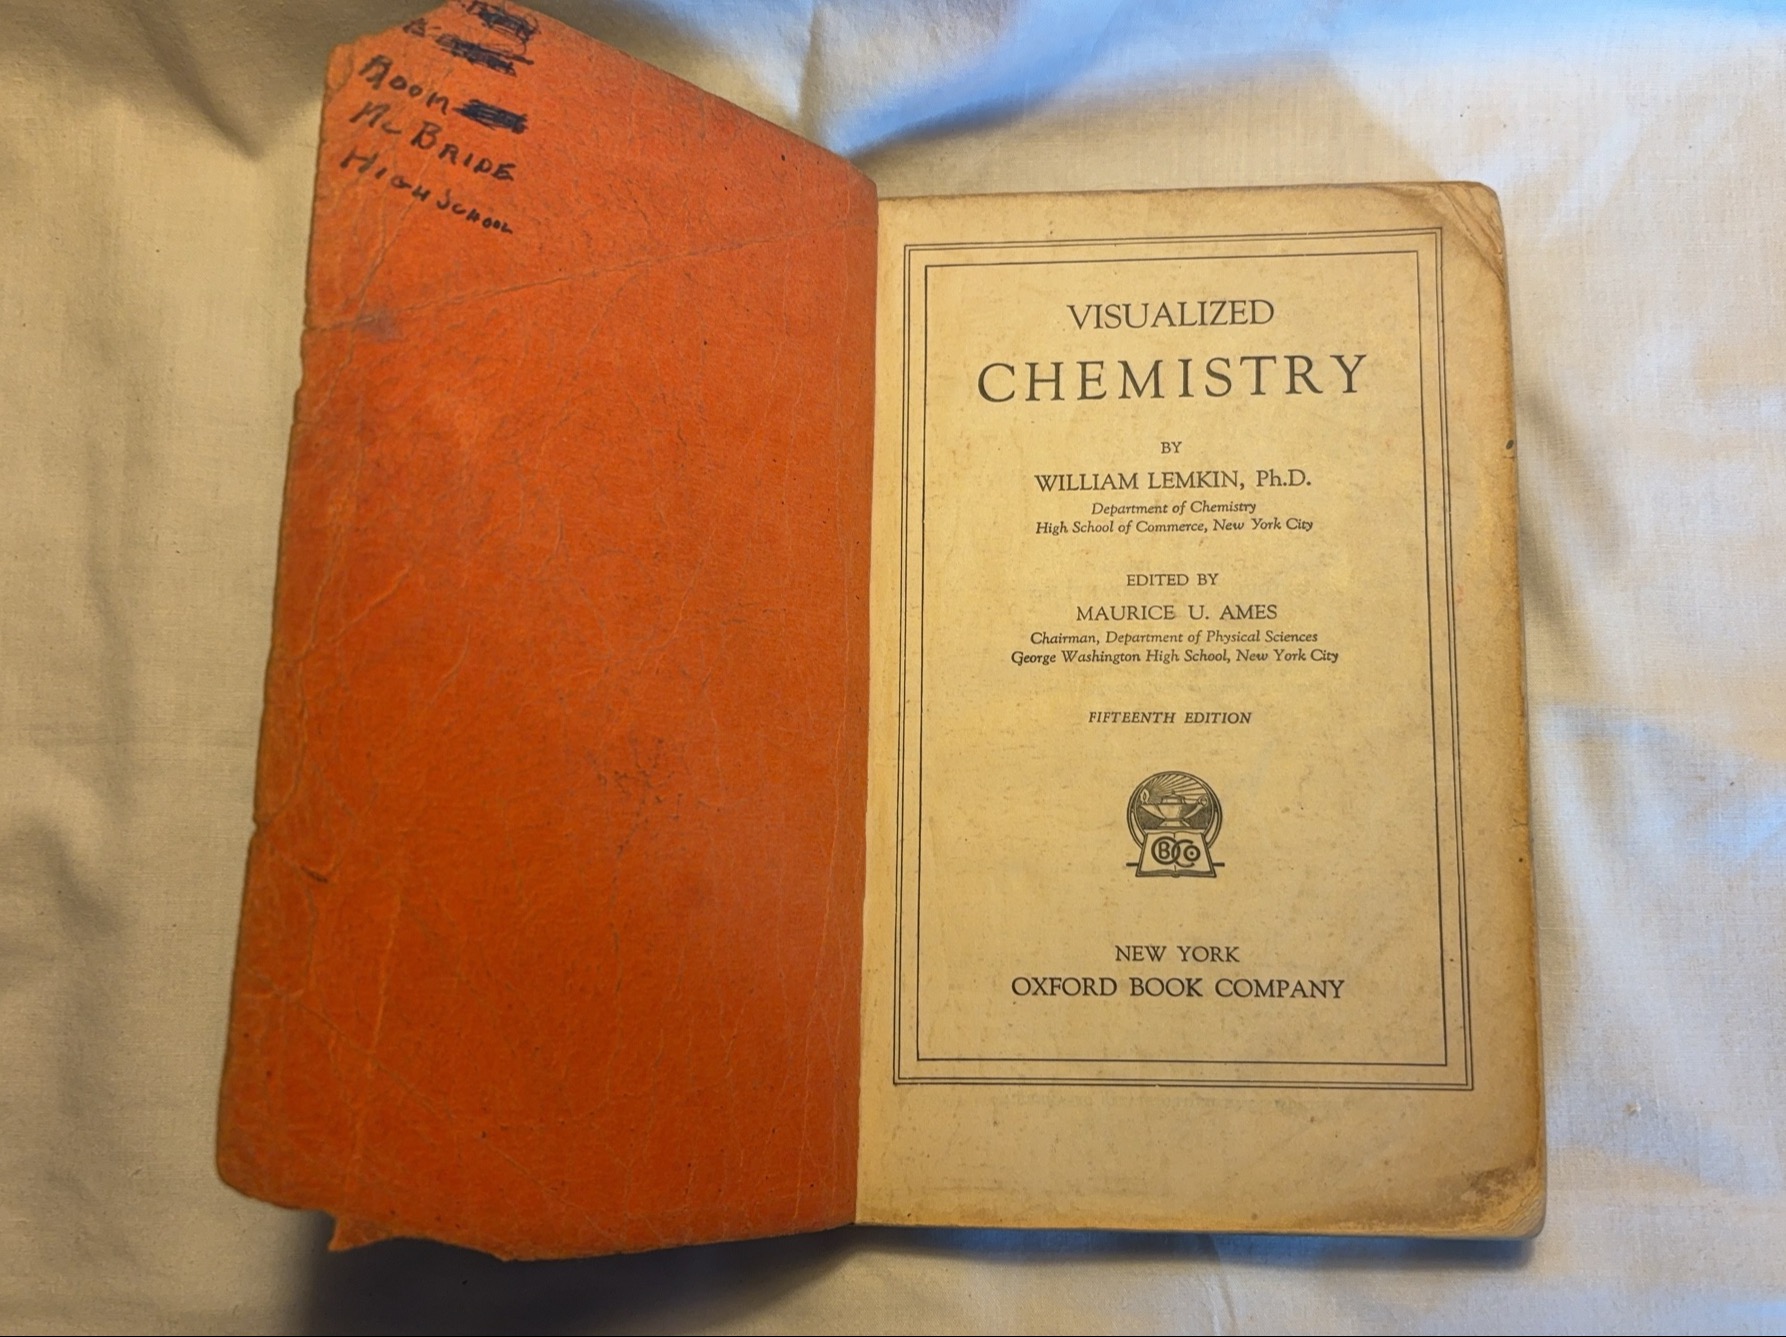 Room
McBRIDE
HIGH SCHOOL
VISUALIZED
CHEMISTRY
BY
WILLIAM LEMKIN, Ph.D.
Department of Chemistry
High School of Commerce, New York City
EDITED BY
MAURICE U. AMES
Chairman, Department of Physical Sciences
George Washington High School, New York City
FIFTEENTH EDITION
OBCo
NEW YORK
OXFORD BOOK COMPANY